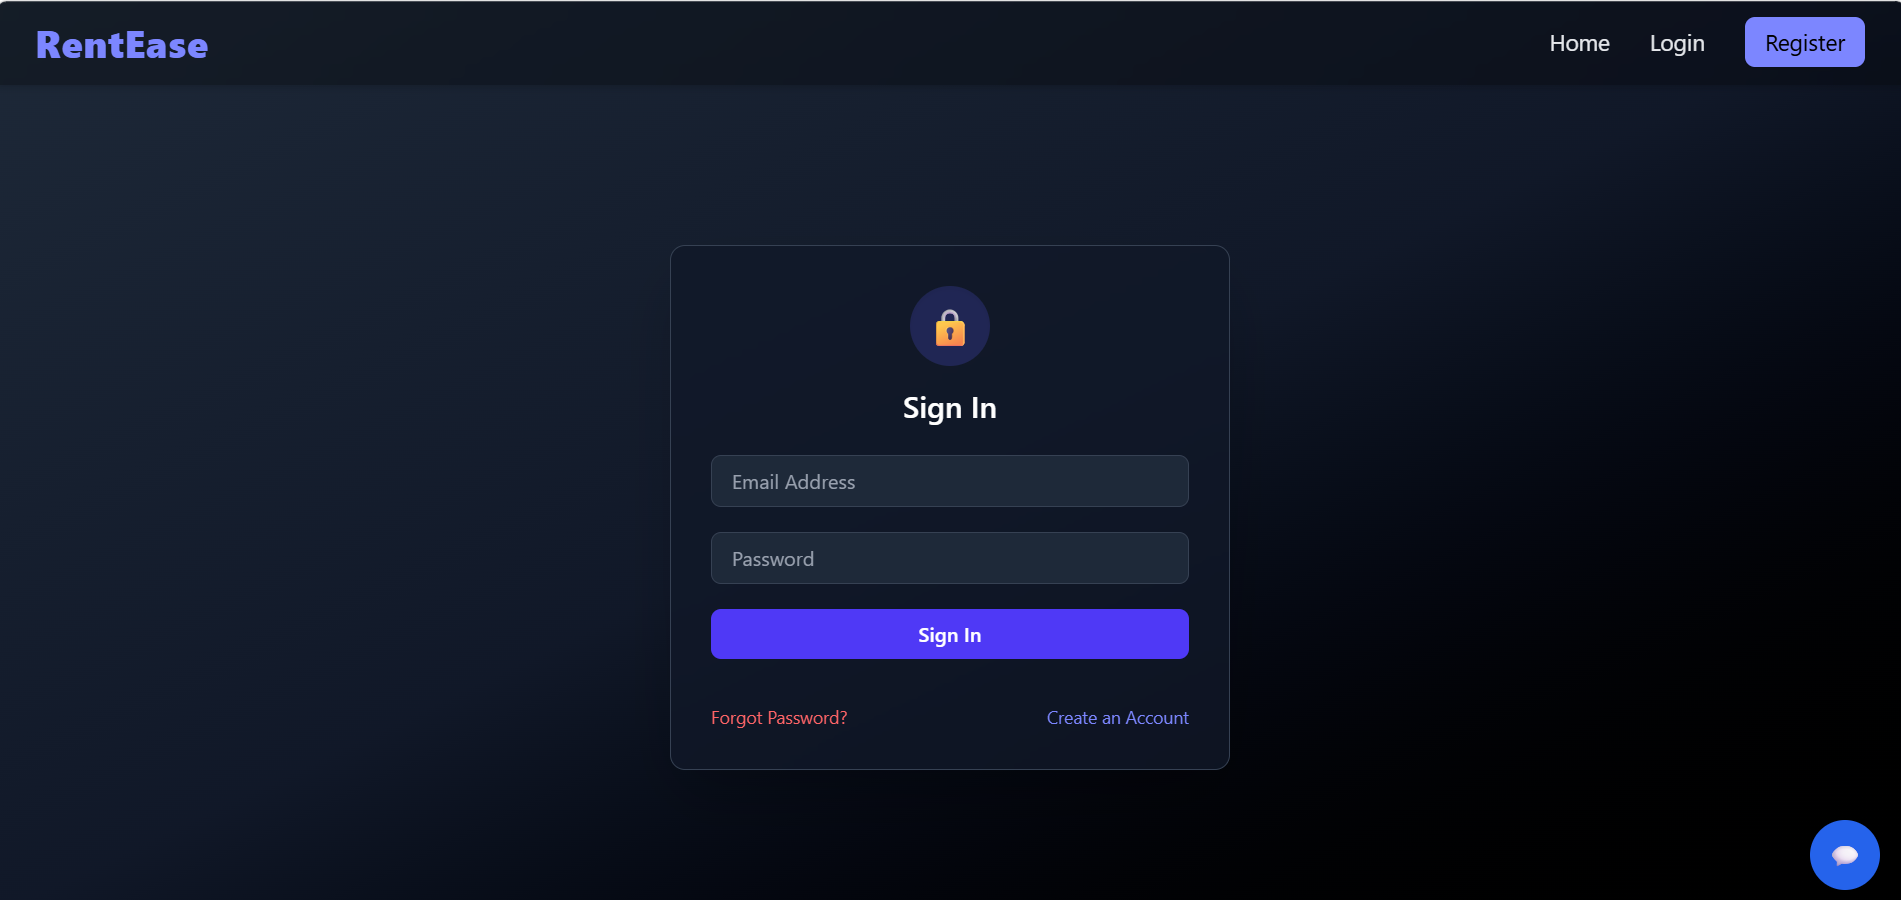 RentEase
Home Login Register
Sign In
Email Address
Password
Sign In
Forgot Password? Create an Account